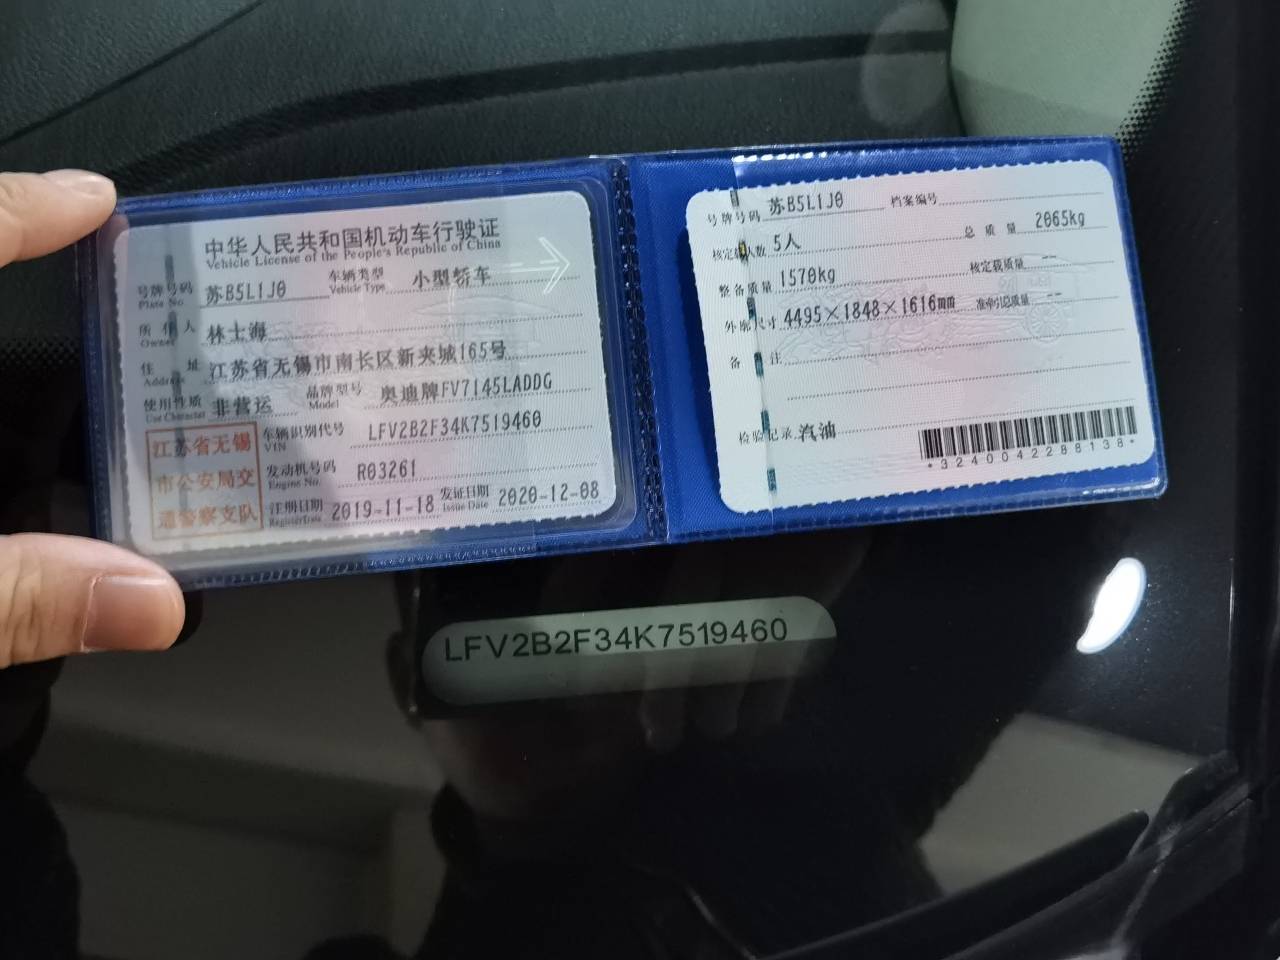 中华人民共和国机动车行驶证
Vehicle License of the People's Republic of China
号牌号码 苏B5L1J0 车辆类型 小型轿车
Plate No. Vehicle Type
所有人 林士海
Owner
住址 江苏省无锡市南长区新夹城165号
Address
使用性质 非营运 品牌型号 奥迪牌FV7145LADDG
Use Character Model
江苏省无锡
市公安局交
通警察支队
车辆识别代号 LFV2B2F34K7519460
VIN
发动机号码 R03261
Engine No.
注册日期 2019-11-18 发证日期 2020-12-08
Register Date Issue Date
号牌号码 苏B5L1J0 档案编号
核定载人数 5人 总质量 2065kg
整备质量 1570kg 核定载质量 --
外廓尺寸 4495×1848×1616mm 准牵引总质量 --
备注
检验记录 汽油
*3240042288138*
LFV2B2F34K7519460